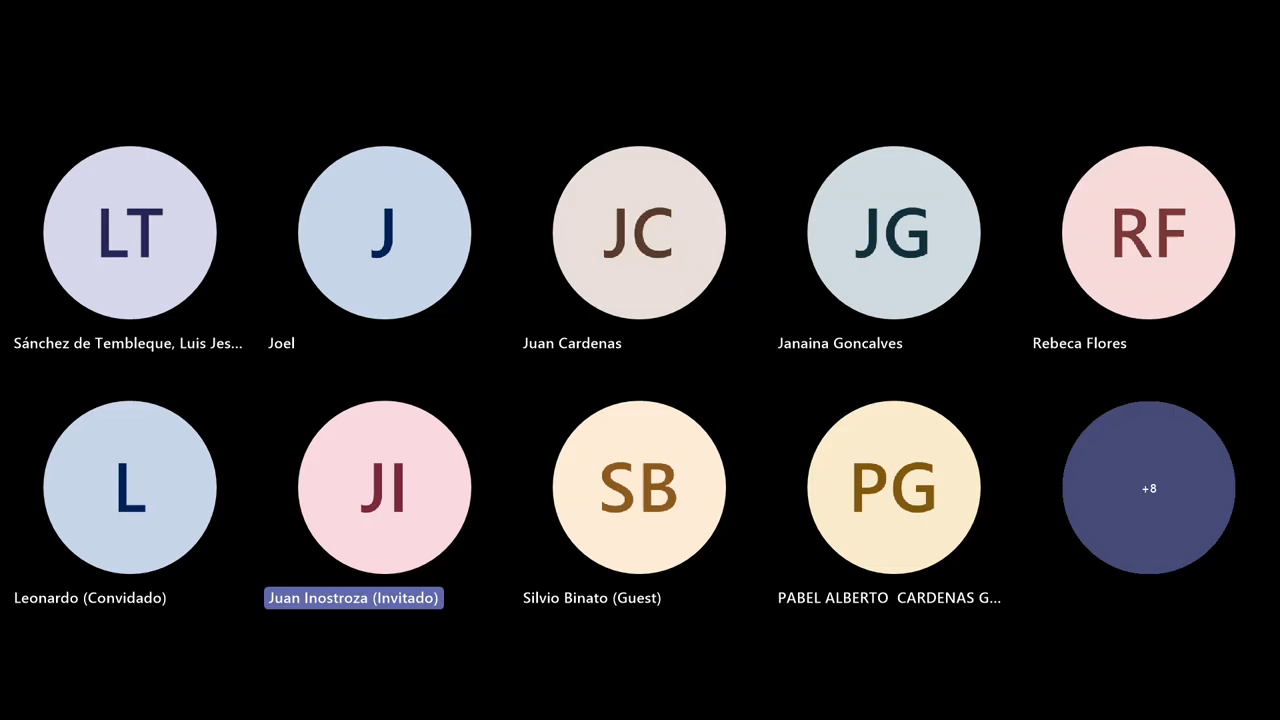 LT
J
JC
JG
RF
Sánchez de Tembleque, Luis Jes...
Joel
Juan Cardenas
Janaina Goncalves
Rebeca Flores
L
JI
SB
PG
+8
Leonardo (Convidado)
Juan Inostroza (Invitado)
Silvio Binato (Guest)
PABEL ALBERTO  CARDENAS G...